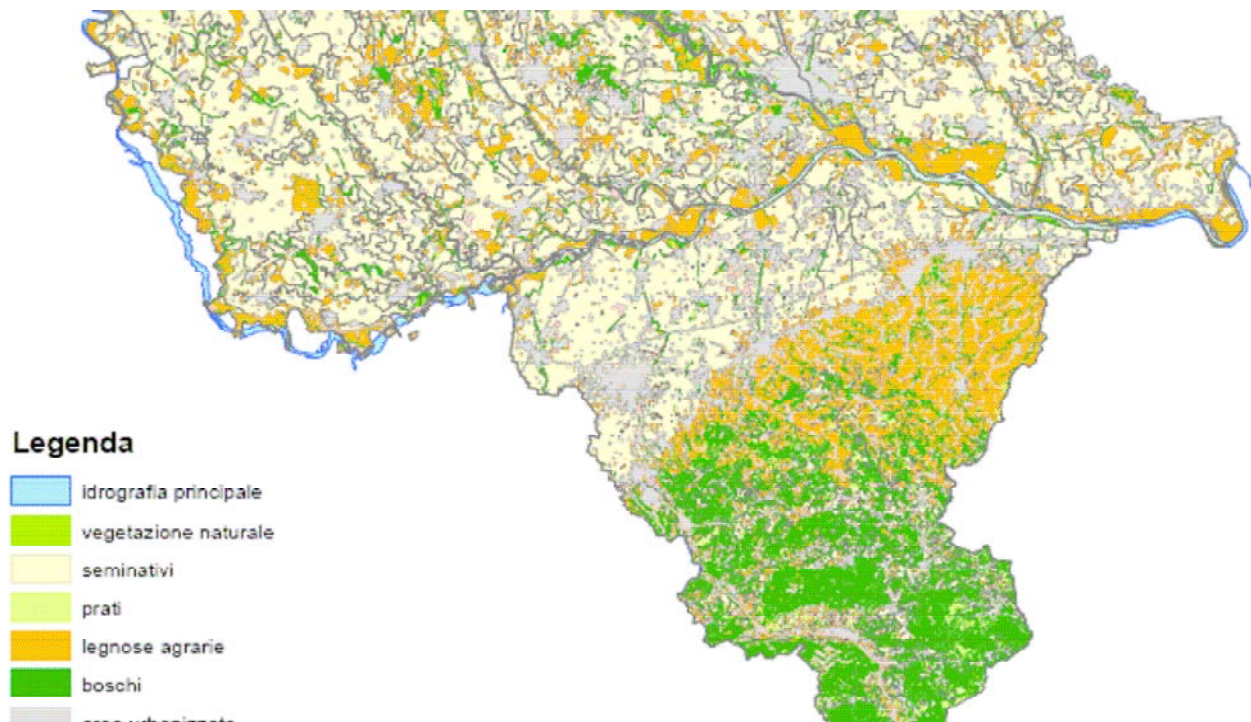 Legenda
idrografia principale
vegetazione naturale
seminativi
prati
legnose agrarie
boschi